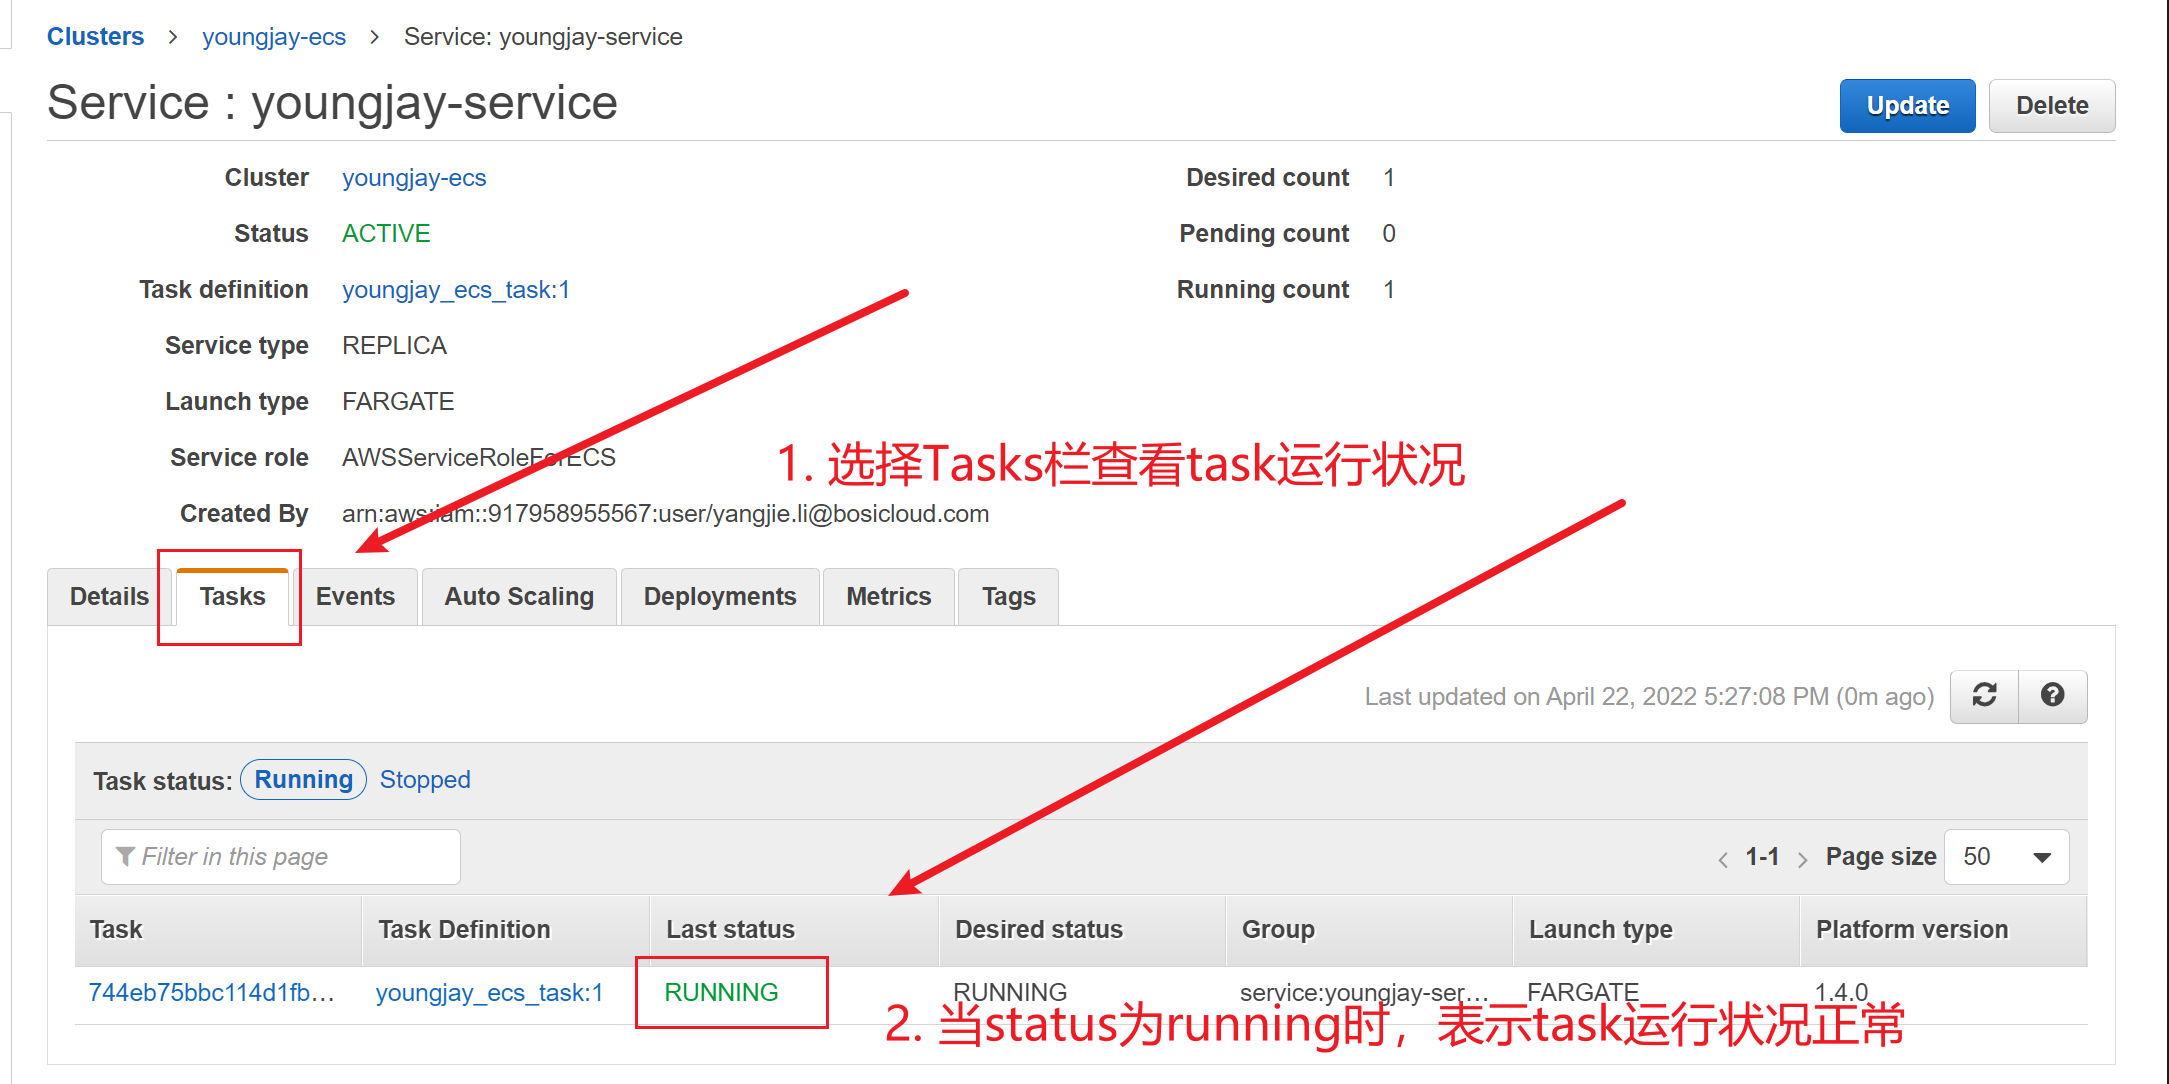 Clusters > youngjay-ecs > Service: youngjay-service
Service : youngjay-service
Update Delete
Cluster youngjay-ecs Desired count 1
Status ACTIVE Pending count 0
Task definition youngjay_ecs_task:1 Running count 1
Service type REPLICA
Launch type FARGATE
Service role AWSServiceRoleForECS
1. 选择Tasks栏查看task运行状况
Created By arn:aws:iam::917958955567:user/yangjie.li@bosicloud.com
Details Tasks Events Auto Scaling Deployments Metrics Tags
Last updated on April 22, 2022 5:27:08 PM (0m ago)
Task status: Running Stopped
Filter in this page < 1-1 > Page size 50
Task Task Definition Last status Desired status Group Launch type Platform version
744eb75bbc114d1fb... youngjay_ecs_task:1 RUNNING RUNNING service:youngjay-ser... FARGATE 1.4.0
2. 当status为running时，表示task运行状况正常